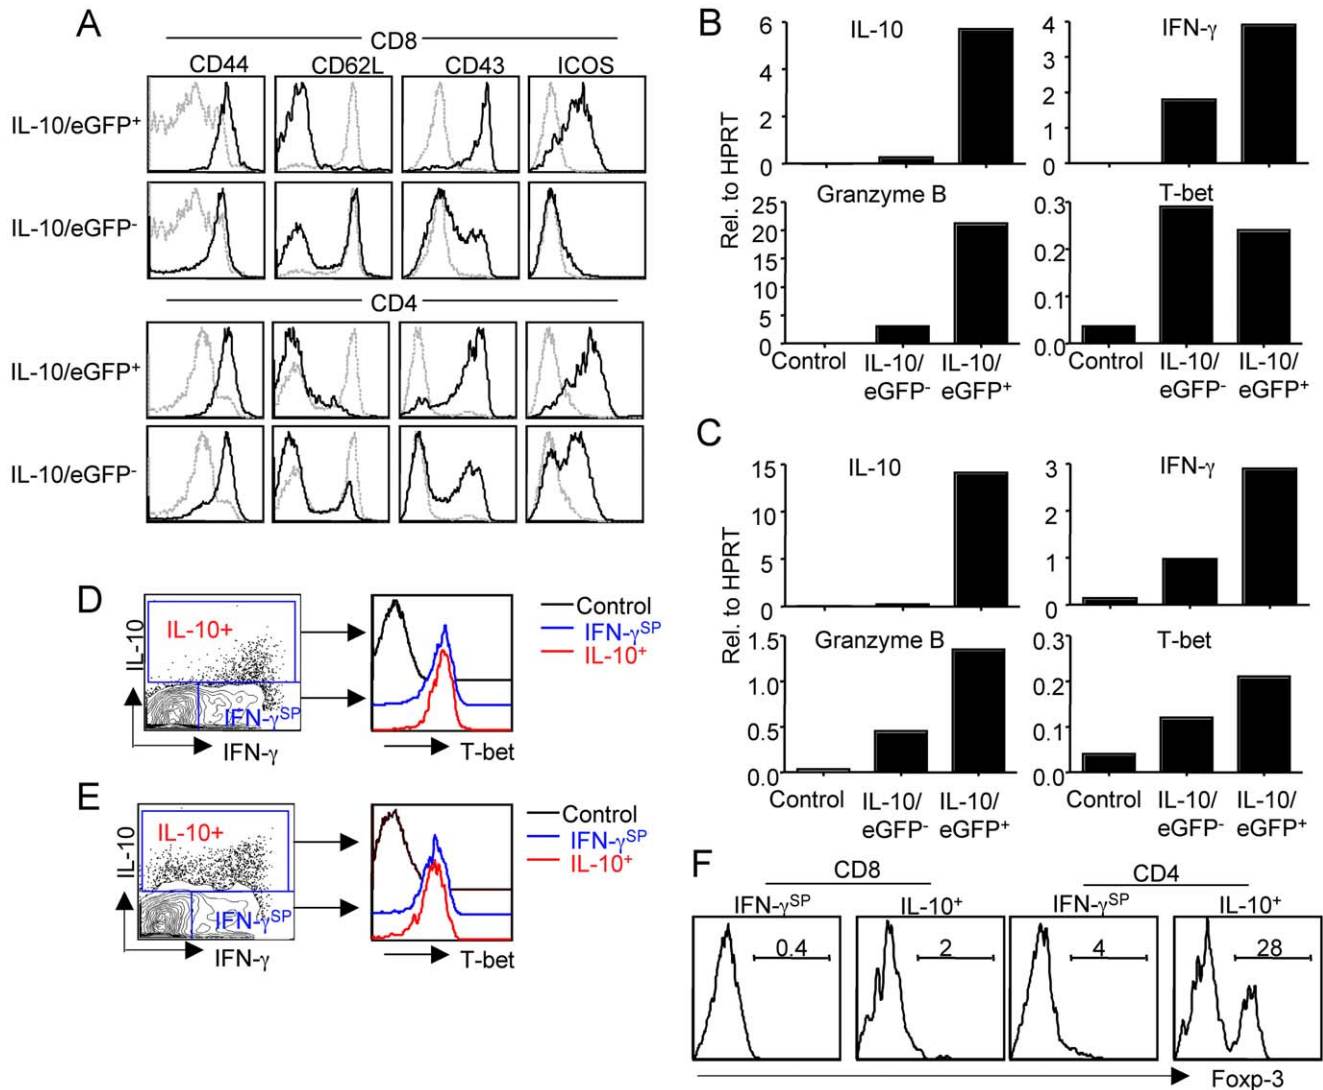 A
CD8
CD44 CD62L CD43 ICOS
IL-10/eGFP⁺
IL-10/eGFP⁻
CD4
IL-10/eGFP⁺
IL-10/eGFP⁻
B
Rel. to HPRT
IL-10
6
4
2
0
IFN-γ
4
3
2
1
0
Granzyme B
25
20
15
10
5
0
Control IL-10/ IL-10/
eGFP⁻ eGFP⁺
T-bet
0.3
0.2
0.1
0.0
Control IL-10/ IL-10/
eGFP⁻ eGFP⁺
C
Rel. to HPRT
IL-10
15
10
5
0
IFN-γ
3
2
1
0
Granzyme B
1.5
1.0
0.5
0.0
Control IL-10/ IL-10/
eGFP⁻ eGFP⁺
T-bet
0.3
0.2
0.1
0.0
Control IL-10/ IL-10/
eGFP⁻ eGFP⁺
D
IL-10
IL-10+
IFN-γSP
IFN-γ
T-bet
Control
IFN-γSP
IL-10⁺
E
IL-10
IL-10+
IFN-γSP
IFN-γ
T-bet
Control
IFN-γSP
IL-10⁺
F
CD8 CD4
IFN-γSP IL-10⁺ IFN-γSP IL-10⁺
0.4 2 4 28
Foxp-3